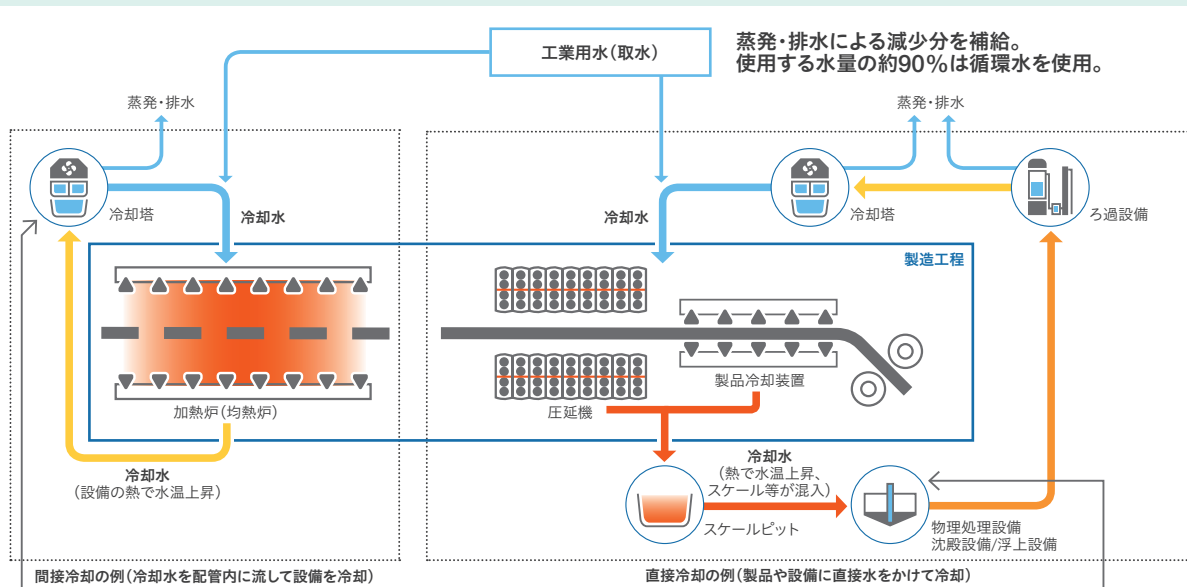 工業用水(取水)
蒸発・排水による減少分を補給。
使用する水量の約90%は循環水を使用。
蒸発・排水
蒸発・排水
冷却塔
冷却水
冷却水
冷却塔
ろ過設備
製造工程
加熱炉(均熱炉)
圧延機
製品冷却装置
冷却水
(設備の熱で水温上昇)
冷却水
(熱で水温上昇、
スケール等が混入)
スケールピット
物理処理設備
沈殿設備/浮上設備
間接冷却の例(冷却水を配管内に流して設備を冷却)
直接冷却の例(製品や設備に直接水をかけて冷却)